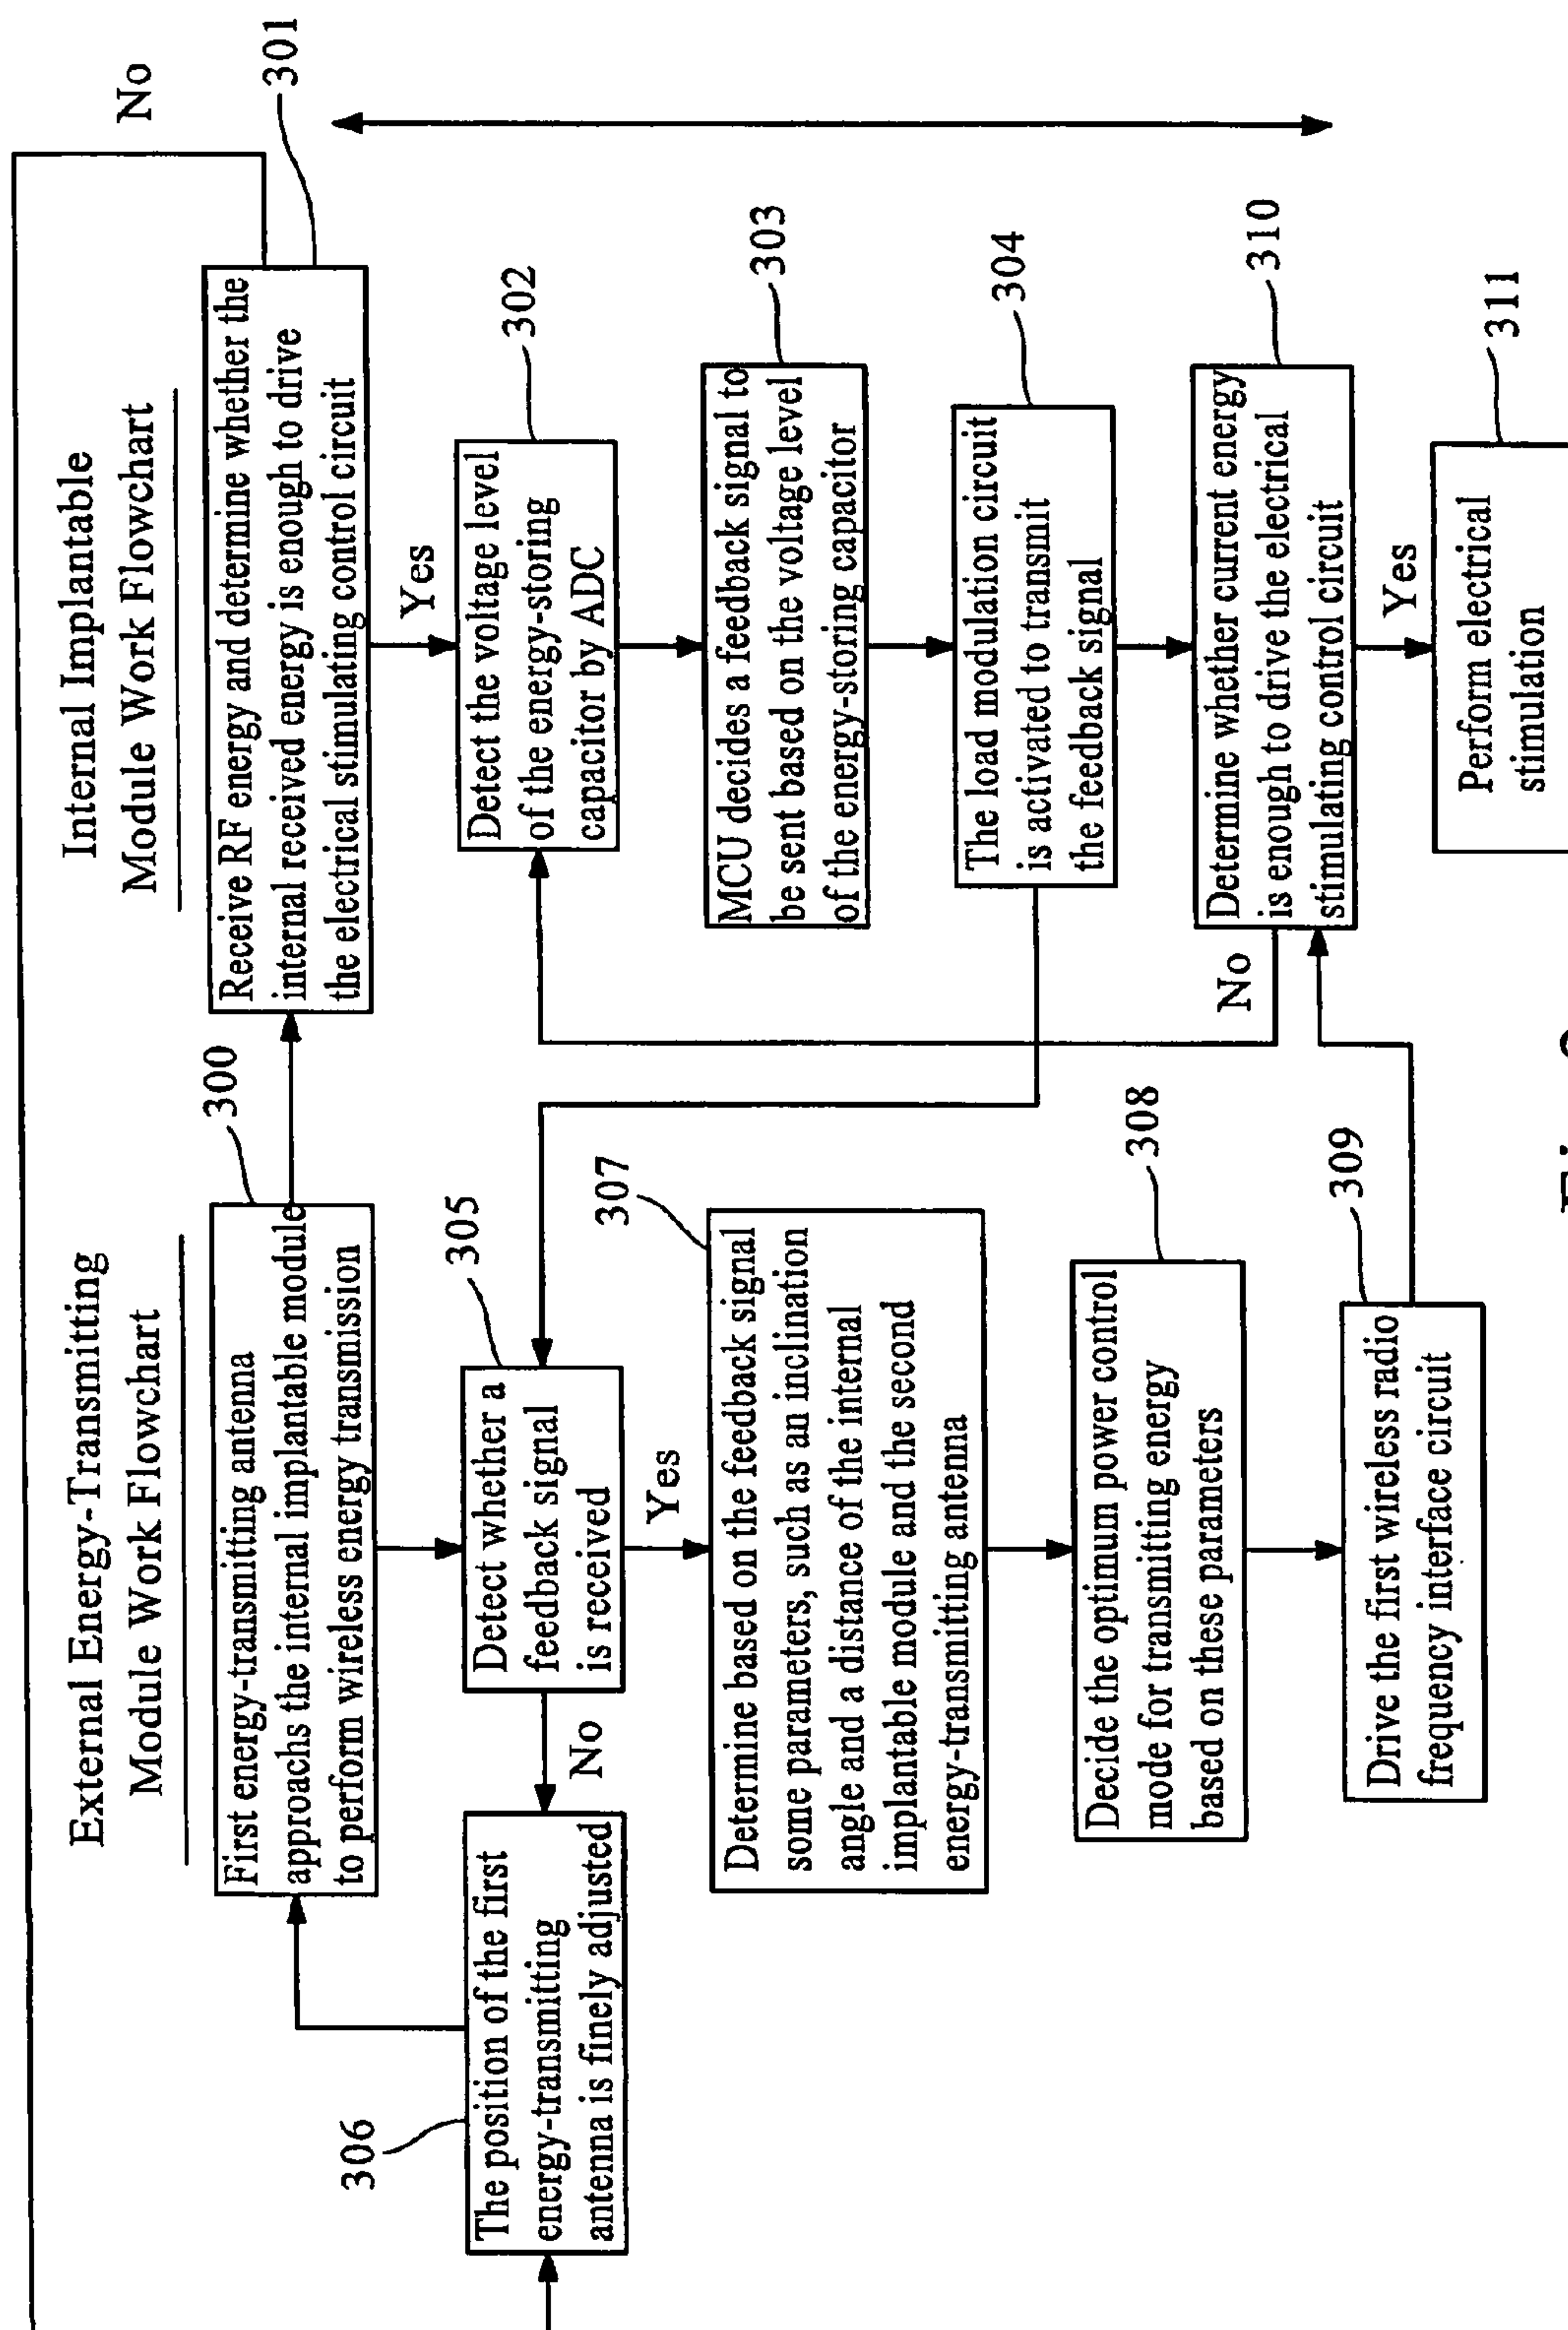 External Energy-Transmitting
Module Work Flowchart
Internal Implantable
Module Work Flowchart
300
First energy-transmitting antenna
approachs the internal implantable module
to perform wireless energy transmission
301
No
Receive RF energy and determine whether the
internal received energy is enough to drive
the electrical stimulating control circuit
Yes
306
The position of the first
energy-transmitting
antenna is finely adjusted
No
305
Detect whether a
feedback signal
is received
Yes
302
Detect the voltage level
of the energy-storing
capacitor by ADC
307
Determine based on the feedback signal
some parameters, such as an inclination
angle and a distance of the internal
implantable module and the second
energy-transmitting antenna
303
MCU decides a feedback signal to
be sent based on the voltage level
of the energy-storing capacitor
304
The load modulation circuit
is activated to transmit
the feedback signal
308
Decide the optimum power control
mode for transmitting energy
based on these parameters
310
Determine whether current energy
is enough to drive the electrical
stimulating control circuit
No
Yes
309
Drive the first wireless radio
frequency interface circuit
311
Perform electrical
stimulation